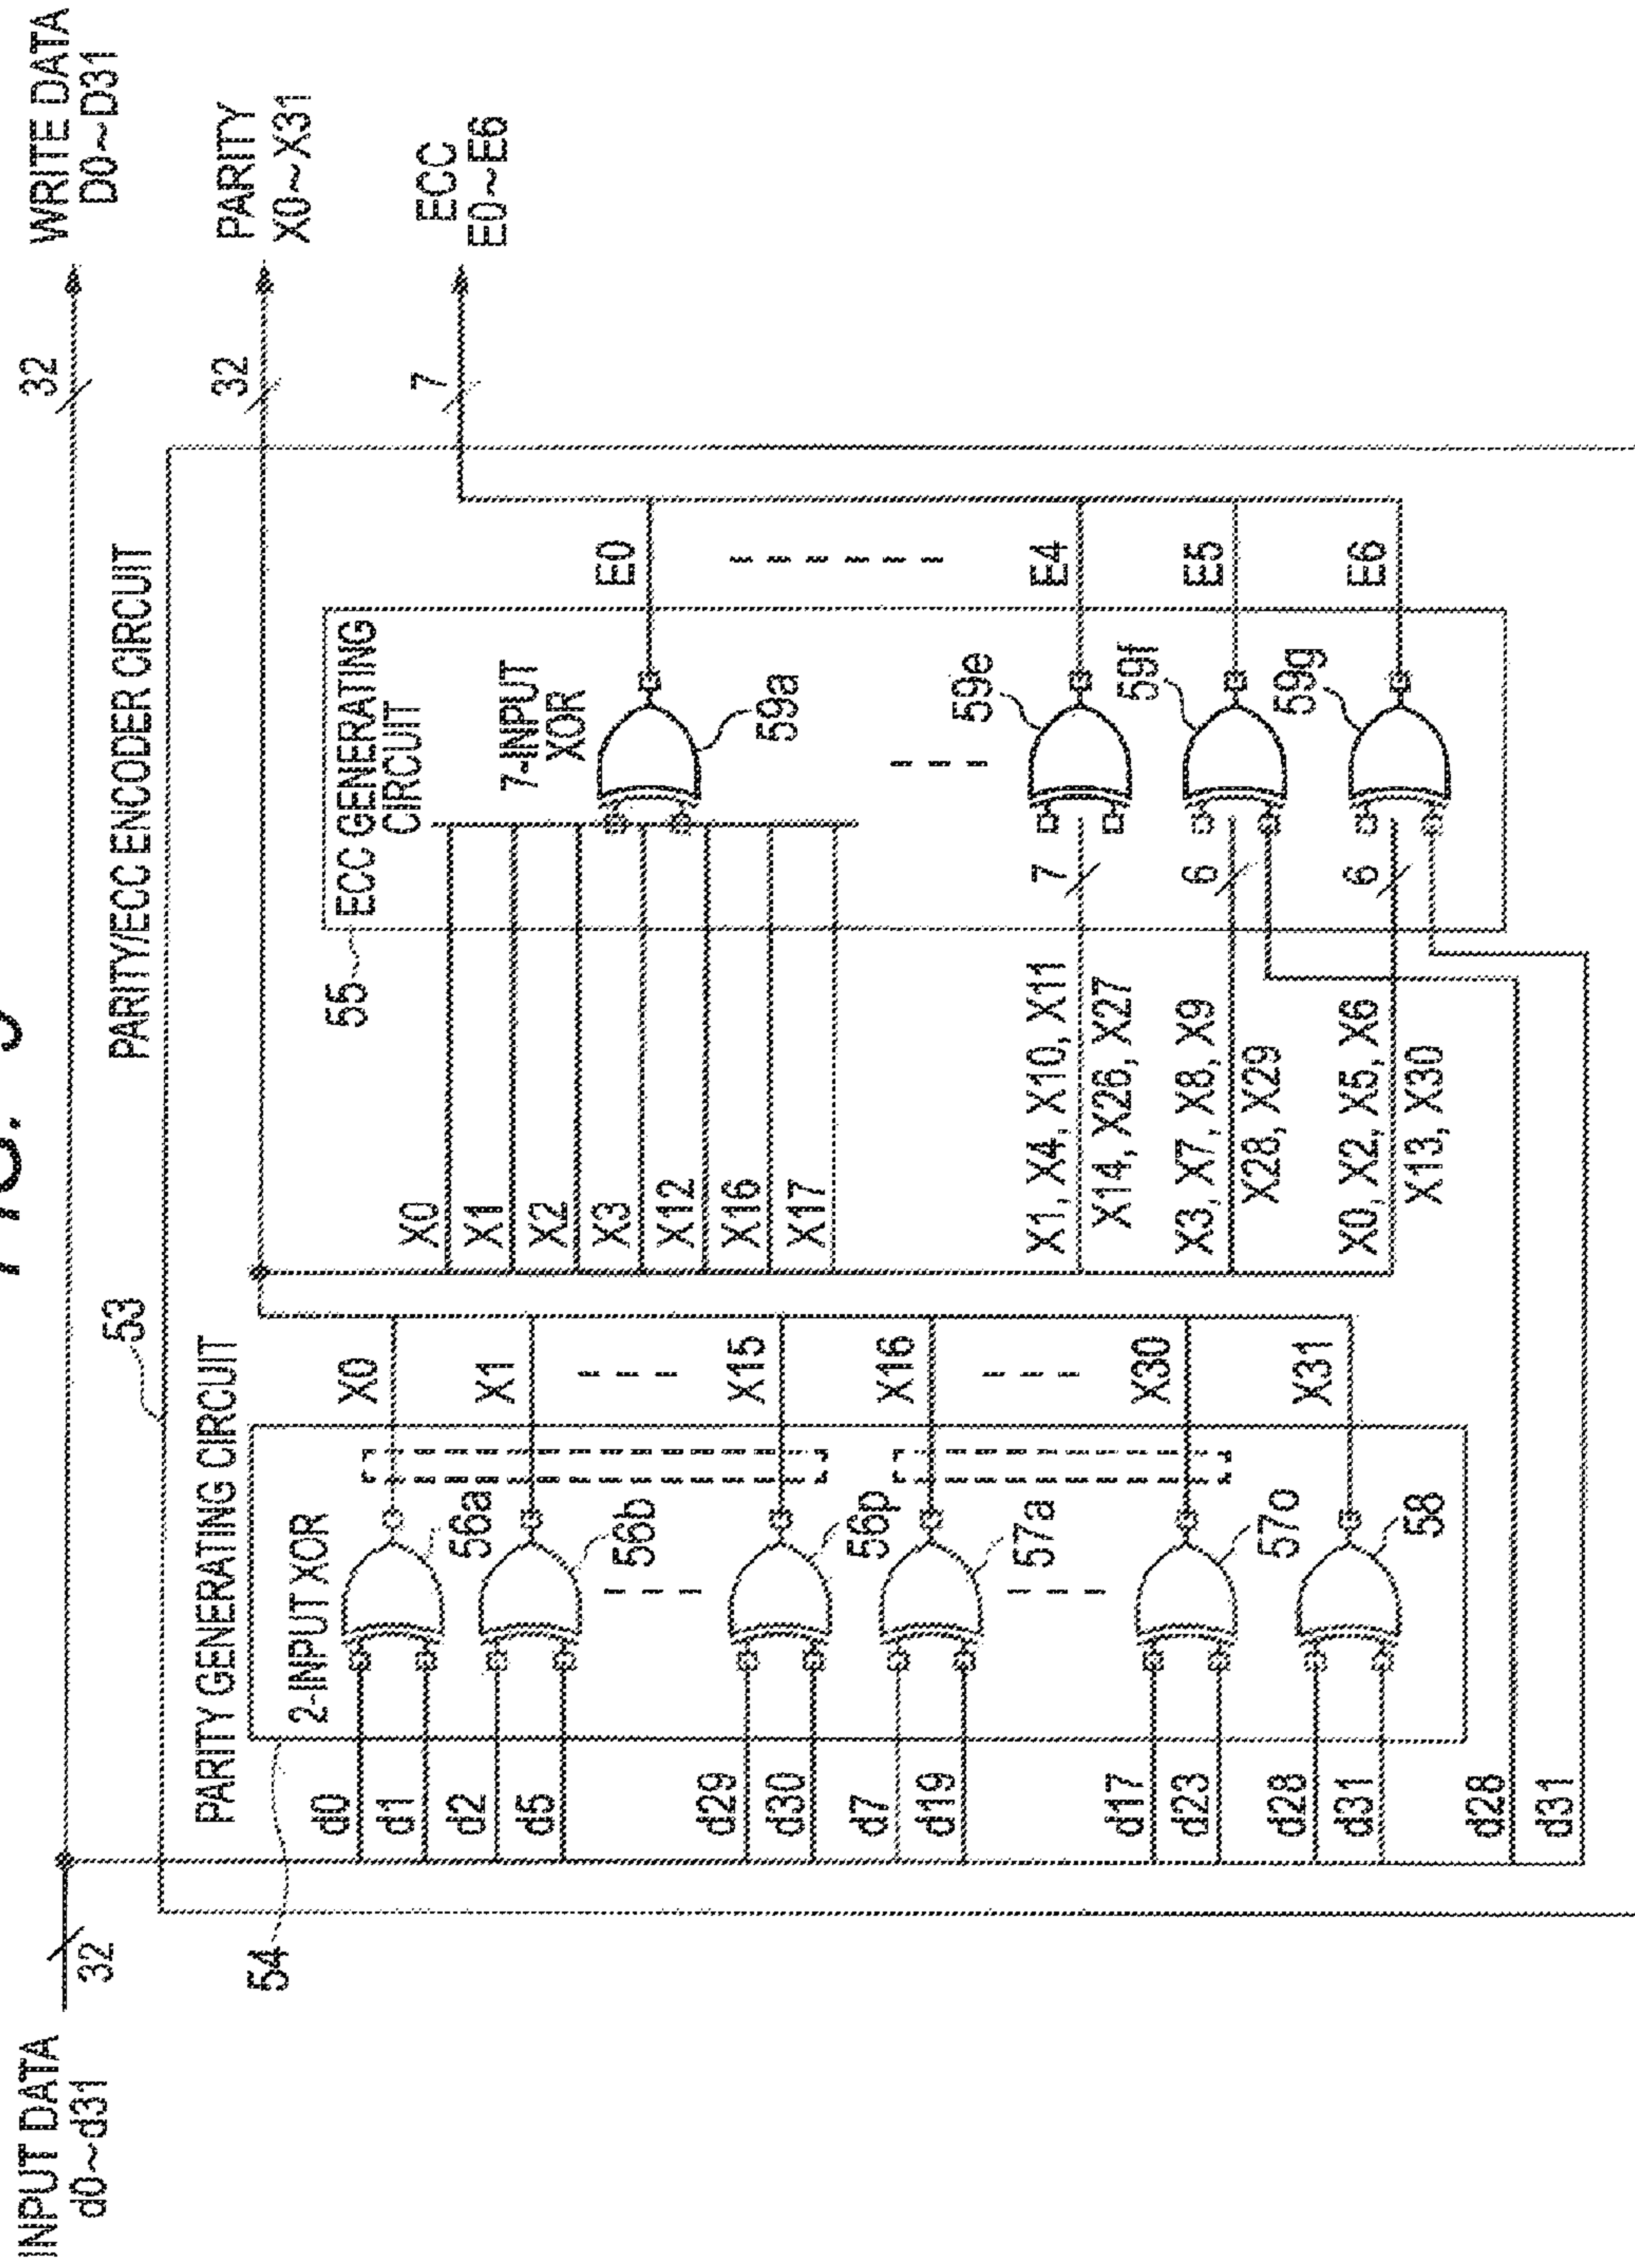 INPUT DATA
d0~d31
32
32
WRITE DATA
D0~D31
53
PARITY/ECC ENCODER CIRCUIT
32
PARITY
X0~X31
7
ECC
E0~E6
54
PARITY GENERATING CIRCUIT
2-INPUT XOR
d0
d1
56a
X0
d2
d5
56b
X1
d29
d30
56p
X15
d7
d19
57a
X16
d17
d23
57o
X30
d28
d31
58
X31
d28
d31
55
ECC GENERATING
CIRCUIT
7-INPUT
XOR
X0
X1
X2
X3
X12
X16
X17
59a
E0
X1, X4, X10, X11
X14, X26, X27
7
59e
E4
X3, X7, X8, X9
X28, X29
6
59f
E5
X0, X2, X5, X6
X13, X30
6
59g
E6